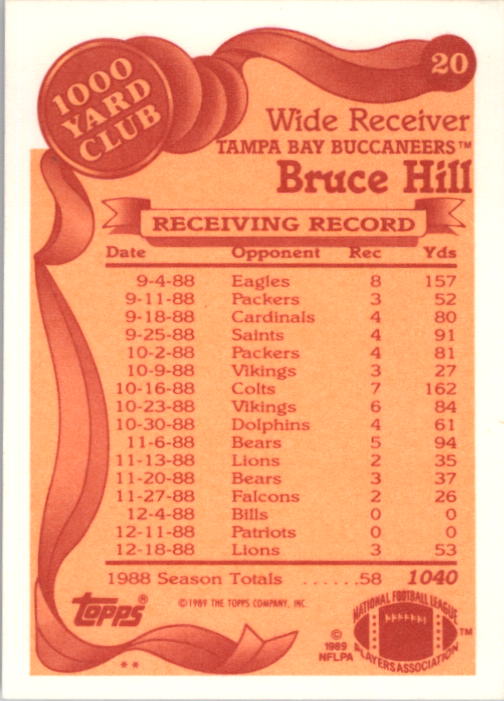 1000
YARD
CLUB
20
Wide Receiver
TAMPA BAY BUCCANEERS™
Bruce Hill
RECEIVING RECORD
Date Opponent Rec Yds
9-4-88 Eagles 8 157
9-11-88 Packers 3 52
9-18-88 Cardinals 4 80
9-25-88 Saints 4 91
10-2-88 Packers 4 81
10-9-88 Vikings 3 27
10-16-88 Colts 7 162
10-23-88 Vikings 6 84
10-30-88 Dolphins 4 61
11-6-88 Bears 5 94
11-13-88 Lions 2 35
11-20-88 Bears 3 37
11-27-88 Falcons 2 26
12-4-88 Bills 0 0
12-11-88 Patriots 0 0
12-18-88 Lions 3 53
1988 Season Totals ......58 1040
topps®
©1989 THE TOPPS COMPANY, INC.
NATIONAL FOOTBALL LEAGUE
PLAYERS ASSOCIATION™
©
1989
NFLPA
**